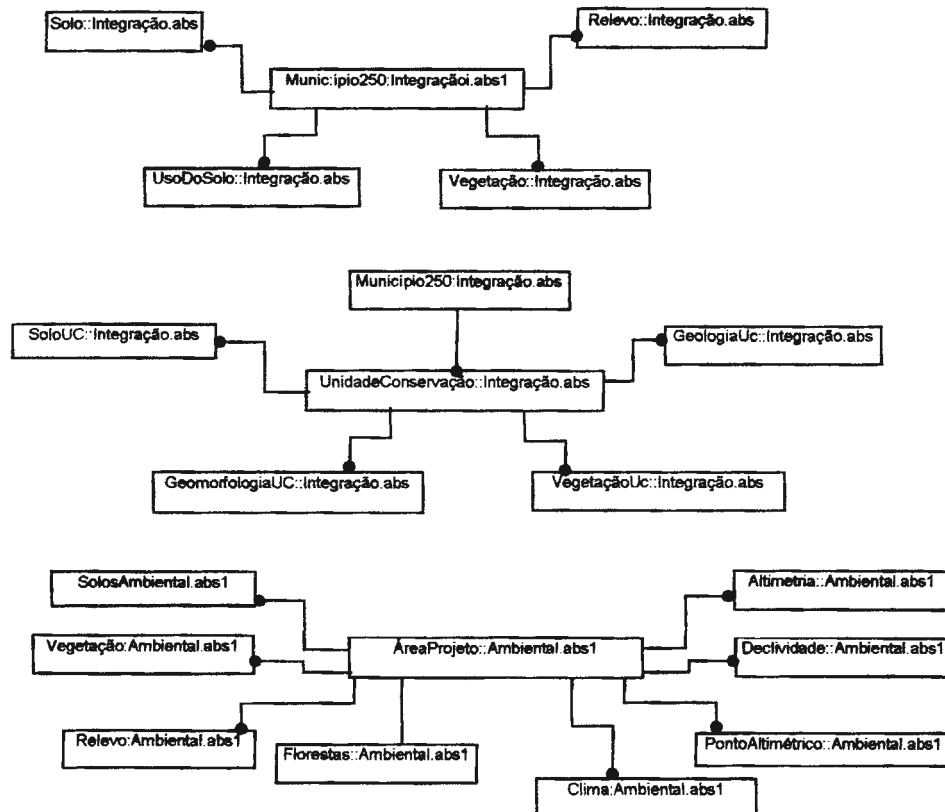 Solo::Integração.abs
Relevo::Integração.abs
Munic:ípio250:Integraçãoi.abs1
UsoDoSolo::Integração.abs
Vegetação::Integração.abs
Município250:Integração.abs
SoloUC::Integração.abs
GeologiaUc::Integração.abs
UnidadeConservação::Integração.abs
GeomorfologiaUC::Integração.abs
VegetaçãoUc::Integração.abs
SolosAmbiental.abs1
Altimetria::Ambiental.abs1
Vegetação:Ambiental.abs1
ÁreaProjeto::Ambiental.abs1
Declividade::Ambiental.abs1
Relevo:Ambiental.abs1
Florestas::Ambiental.abs1
PontoAltimétrico::Ambiental.abs1
Clima:Ambiental.abs1